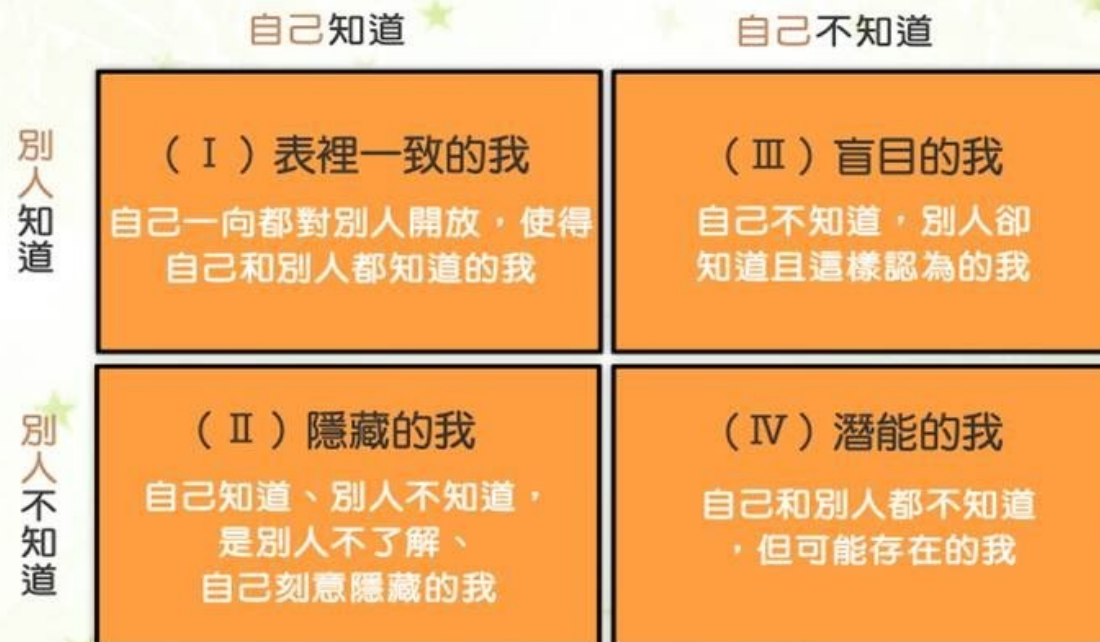 自己知道
自己不知道
別人知道
（Ⅰ）表裡一致的我
自己一向都對別人開放，使得
自己和別人都知道的我
（Ⅲ）盲目的我
自己不知道，別人卻
知道且這樣認為的我
別人不知道
（Ⅱ）隱藏的我
自己知道、別人不知道，
是別人不了解、
自己刻意隱藏的我
（Ⅳ）潛能的我
自己和別人都不知道
，但可能存在的我